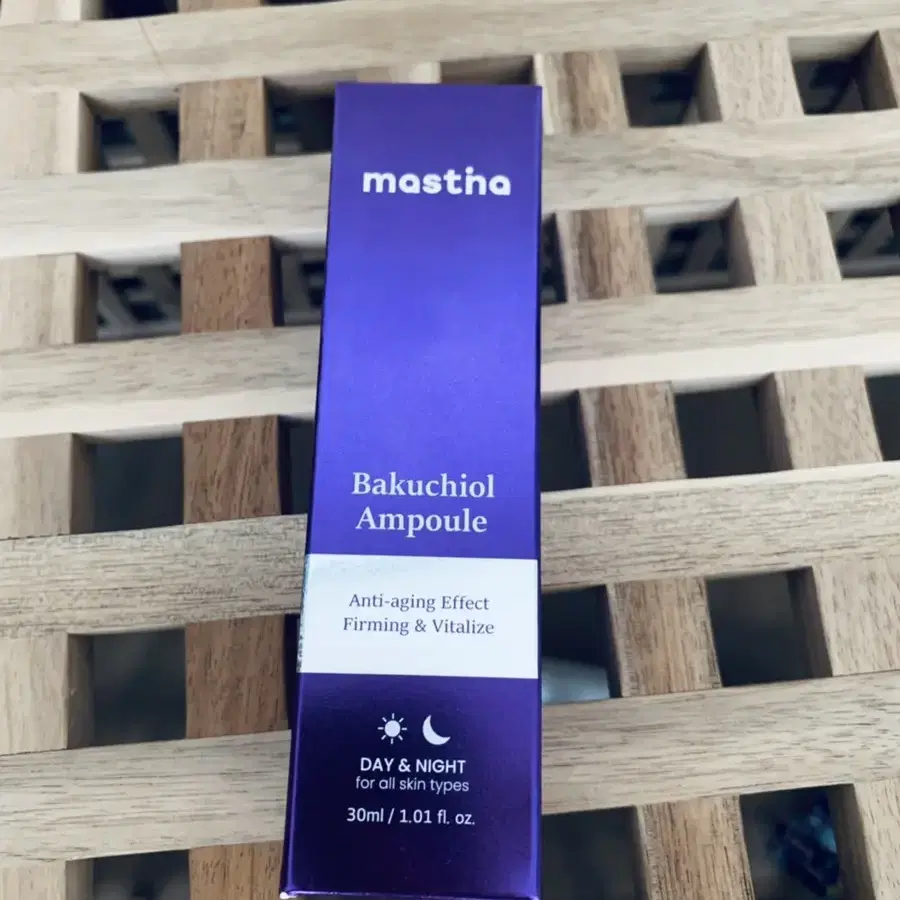 mastha
Bakuchiol
Ampoule
Anti-aging Effect
Firming & Vitalize
DAY & NIGHT
for all skin types
30ml / 1.01 fl. oz.